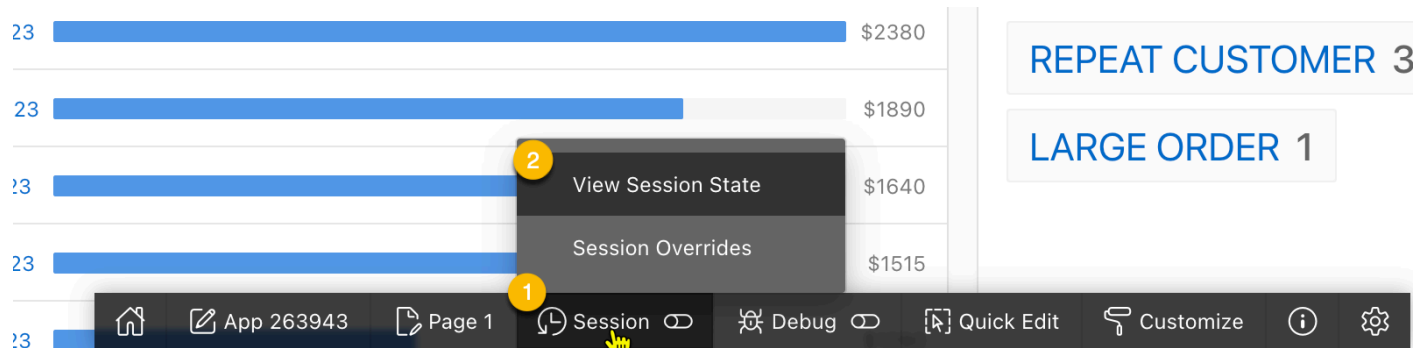 23
$2380
REPEAT CUSTOMER 3
23
$1890
LARGE ORDER 1
2
View Session State
23
$1640
Session Overrides
23
$1515
1
App 263943
Page 1
Session
Debug
Quick Edit
Customize
23